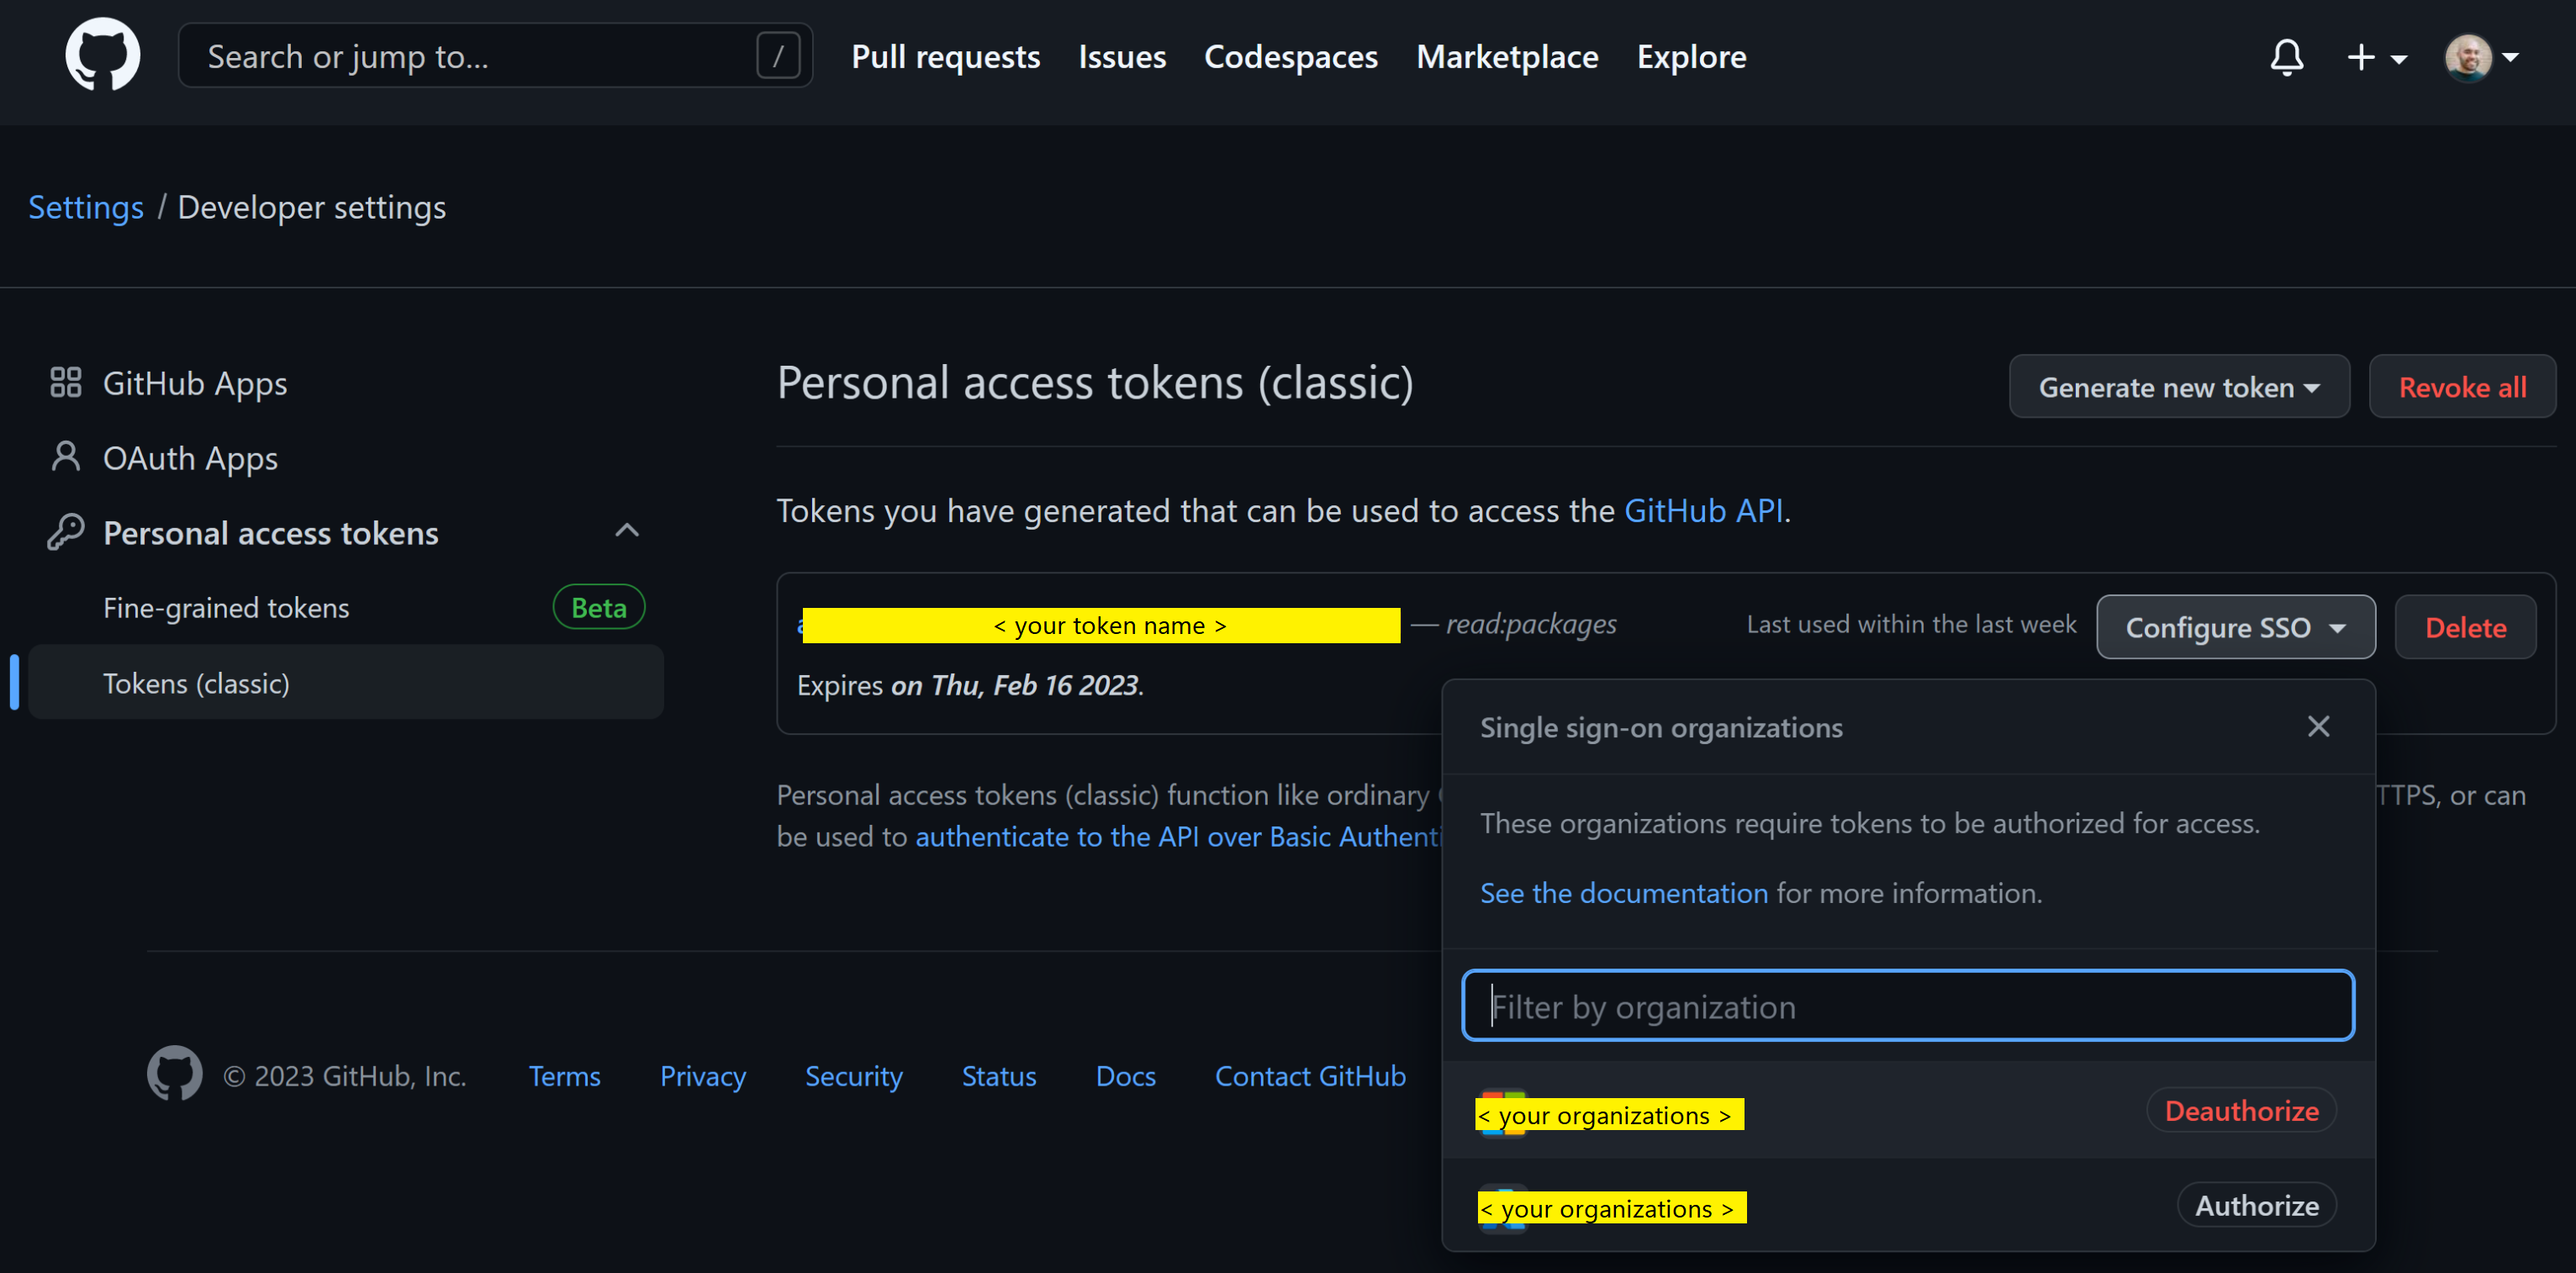 Search or jump to... /
Pull requests Issues Codespaces Marketplace Explore
Settings / Developer settings
GitHub Apps
OAuth Apps
Personal access tokens
Fine-grained tokens Beta
Tokens (classic)
Personal access tokens (classic)
Generate new token Revoke all
Tokens you have generated that can be used to access the GitHub API.
< your token name > — read:packages Last used within the last week Configure SSO Delete
Expires on Thu, Feb 16 2023.
Personal access tokens (classic) function like ordinary
TTPS, or can
be used to authenticate to the API over Basic
Single sign-on organizations
These organizations require tokens to be authorized for access.
See the documentation for more information.
Filter by organization
< your organizations > Deauthorize
< your organizations > Authorize
© 2023 GitHub, Inc. Terms Privacy Security Status Docs Contact GitHub